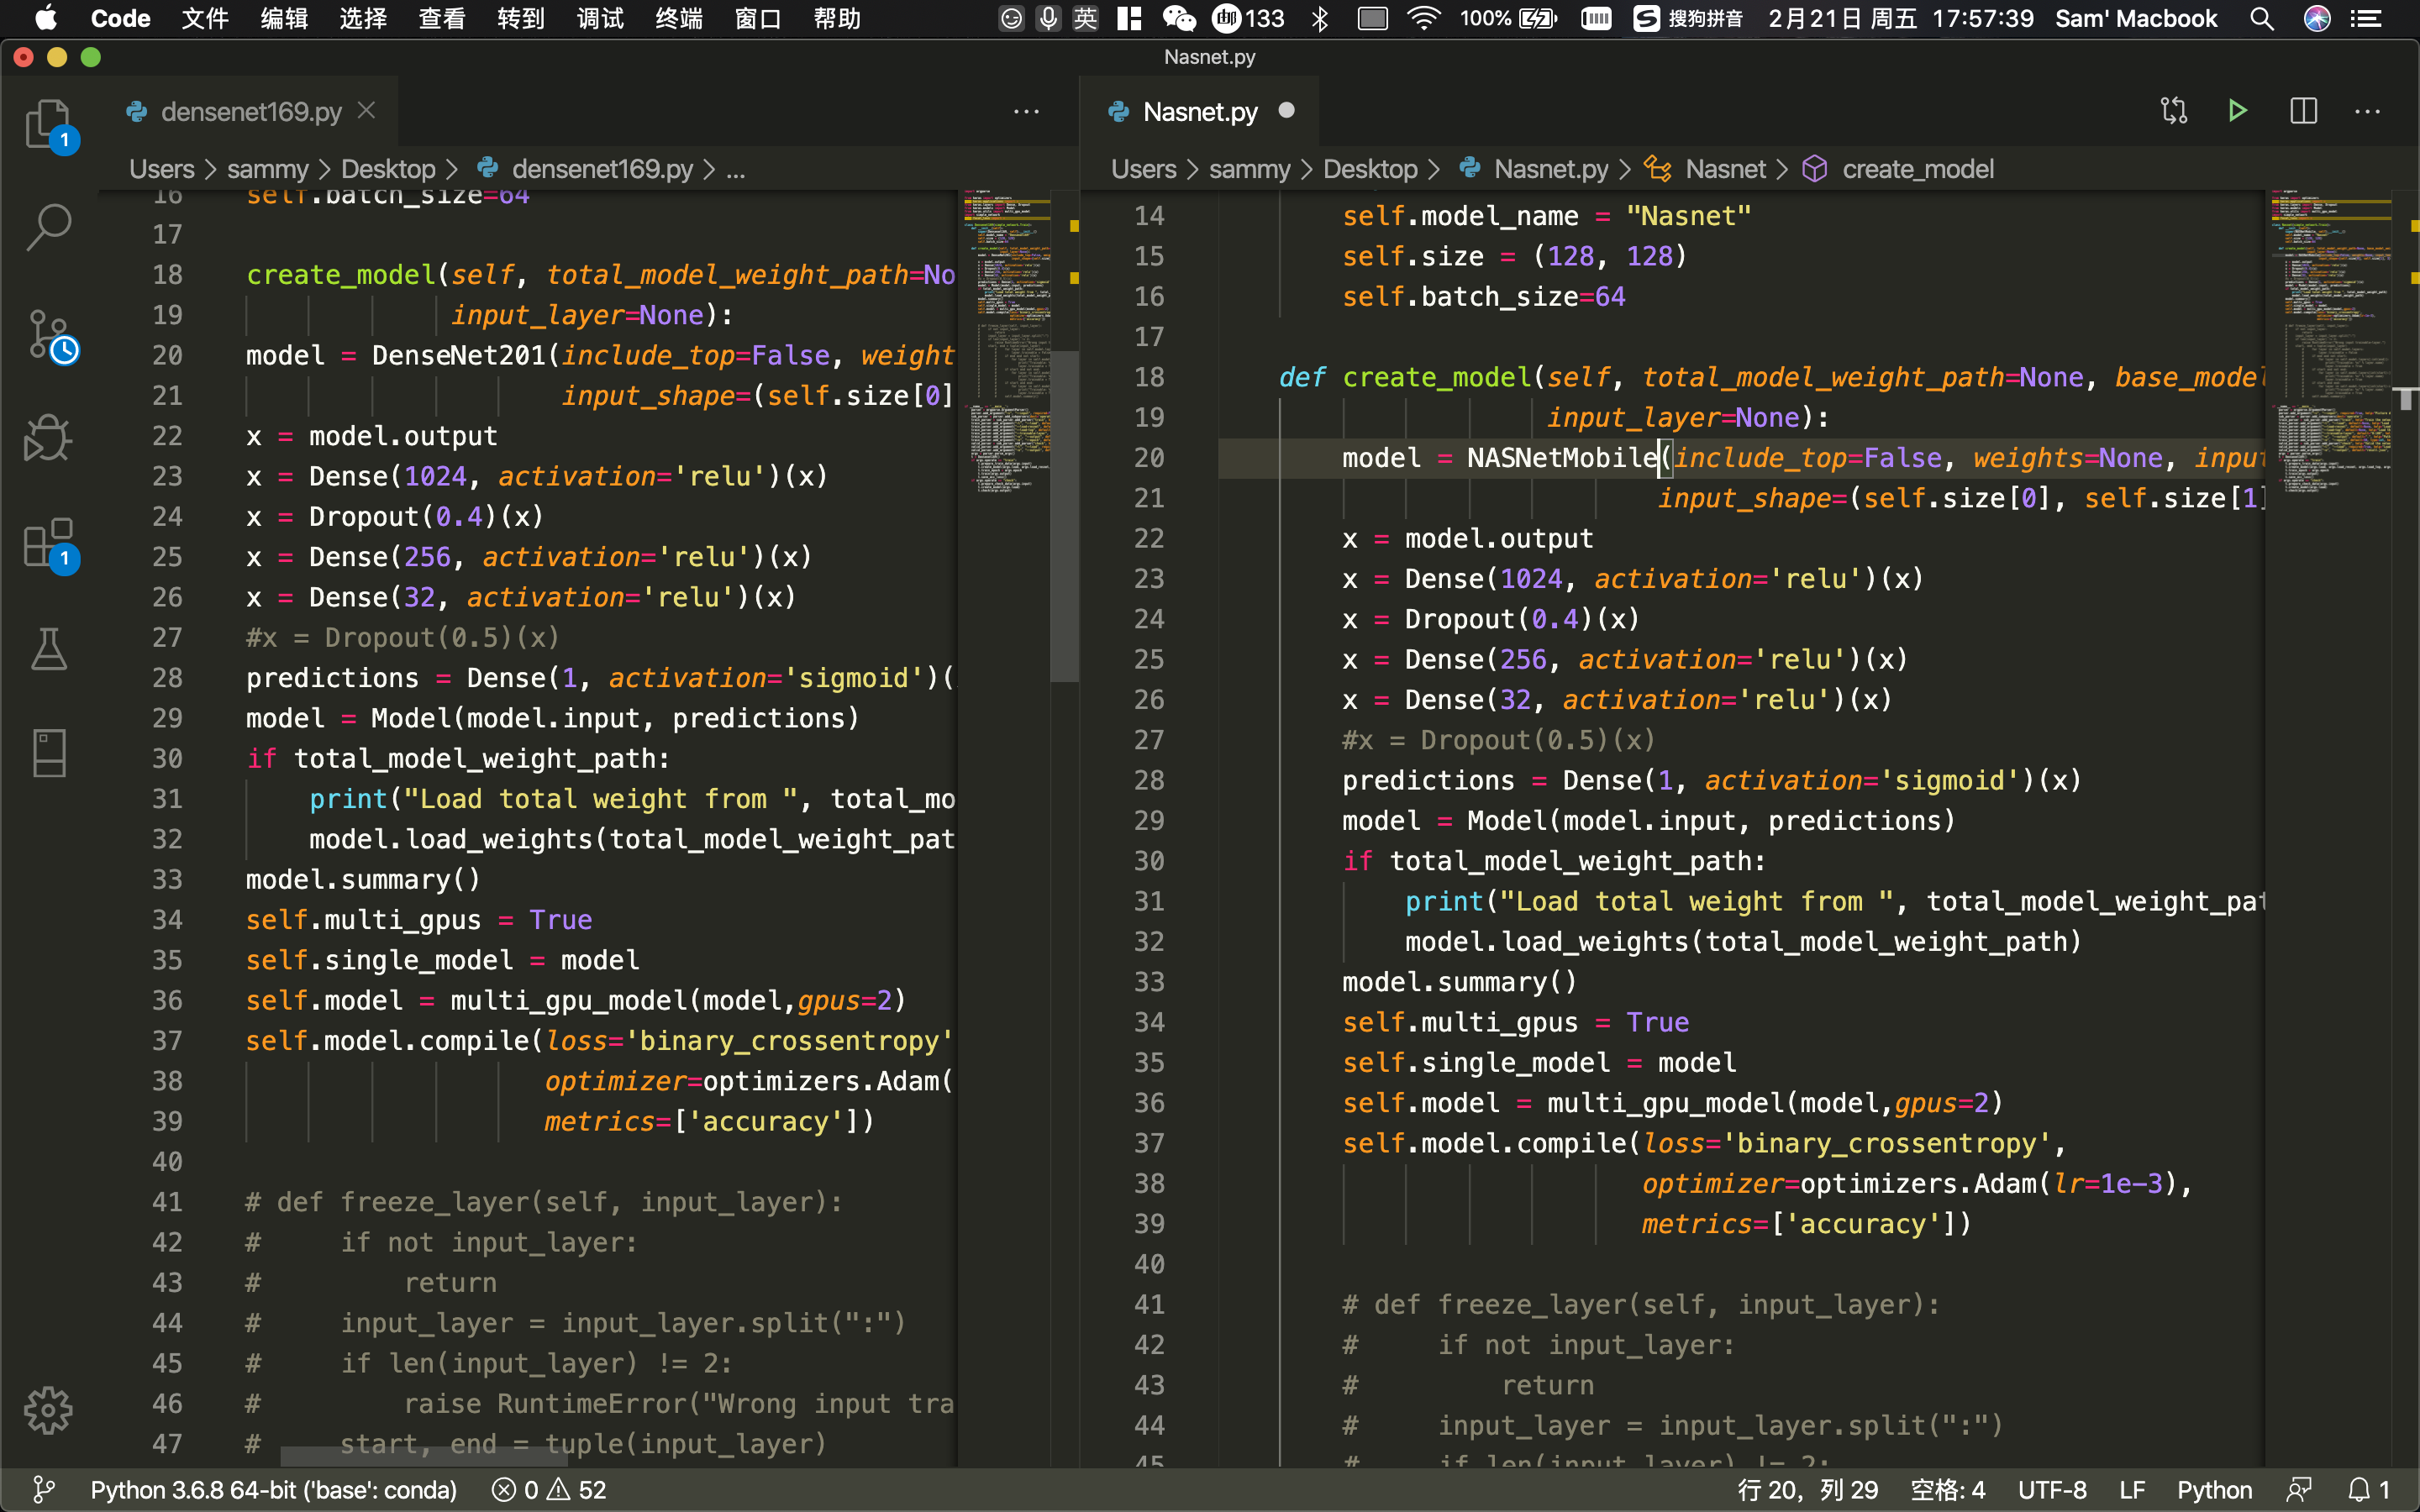 Code 文件 编辑 选择 查看 转到 调试 终端 窗口 帮助 英 133 100% 搜狗拼音 2月21日 周五 17:57:39 Sam' Macbook
Nasnet.py
densenet169.py
Users > sammy > Desktop > densenet169.py > ...
16 self.batch_size=64
17
18 create_model(self, total_model_weight_path=No
19 input_layer=None):
20 model = DenseNet201(include_top=False, weight
21 input_shape=(self.size[0]
22 x = model.output
23 x = Dense(1024, activation='relu')(x)
24 x = Dropout(0.4)(x)
25 x = Dense(256, activation='relu')(x)
26 x = Dense(32, activation='relu')(x)
27 #x = Dropout(0.5)(x)
28 predictions = Dense(1, activation='sigmoid')(
29 model = Model(model.input, predictions)
30 if total_model_weight_path:
31 print("Load total weight from ", total_mo
32 model.load_weights(total_model_weight_pat
33 model.summary()
34 self.multi_gpus = True
35 self.single_model = model
36 self.model = multi_gpu_model(model,gpus=2)
37 self.model.compile(loss='binary_crossentropy'
38 optimizer=optimizers.Adam(
39 metrics=['accuracy'])
40
41 # def freeze_layer(self, input_layer):
42 # if not input_layer:
43 # return
44 # input_layer = input_layer.split(":")
45 # if len(input_layer) != 2:
46 # raise RuntimeError("Wrong input tra
47 # start, end = tuple(input_layer)
Nasnet.py
Users > sammy > Desktop > Nasnet.py > Nasnet > create_model
14 self.model_name = "Nasnet"
15 self.size = (128, 128)
16 self.batch_size=64
17
18 def create_model(self, total_model_weight_path=None, base_model
19 input_layer=None):
20 model = NASNetMobile(include_top=False, weights=None, input
21 input_shape=(self.size[0], self.size[1]
22 x = model.output
23 x = Dense(1024, activation='relu')(x)
24 x = Dropout(0.4)(x)
25 x = Dense(256, activation='relu')(x)
26 x = Dense(32, activation='relu')(x)
27 #x = Dropout(0.5)(x)
28 predictions = Dense(1, activation='sigmoid')(x)
29 model = Model(model.input, predictions)
30 if total_model_weight_path:
31 print("Load total weight from ", total_model_weight_pat
32 model.load_weights(total_model_weight_path)
33 model.summary()
34 self.multi_gpus = True
35 self.single_model = model
36 self.model = multi_gpu_model(model,gpus=2)
37 self.model.compile(loss='binary_crossentropy',
38 optimizer=optimizers.Adam(lr=1e-3),
39 metrics=['accuracy'])
40
41 # def freeze_layer(self, input_layer):
42 # if not input_layer:
43 # return
44 # input_layer = input_layer.split(":")
45 # if len(input_layer) != 2:
1
1
Python 3.6.8 64-bit ('base': conda) 0 52 行 20, 列 29 空格: 4 UTF-8 LF Python 1